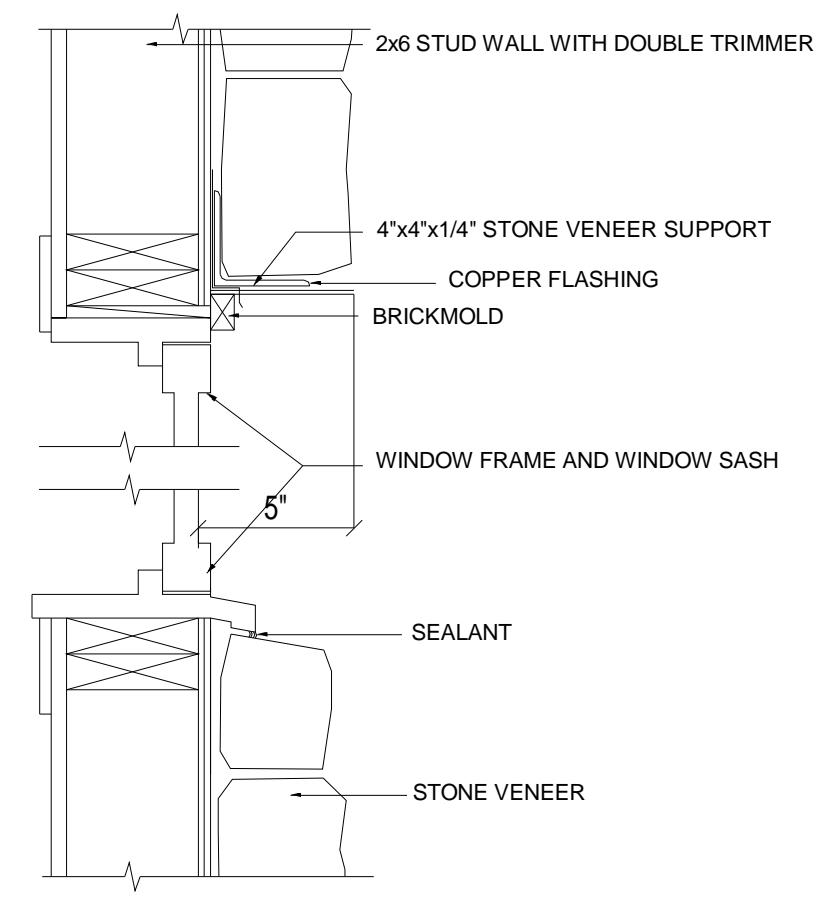 2x6 STUD WALL WITH DOUBLE TRIMMER
4"x4"x1/4" STONE VENEER SUPPORT
COPPER FLASHING
BRICKMOLD
WINDOW FRAME AND WINDOW SASH
5"
SEALANT
STONE VENEER